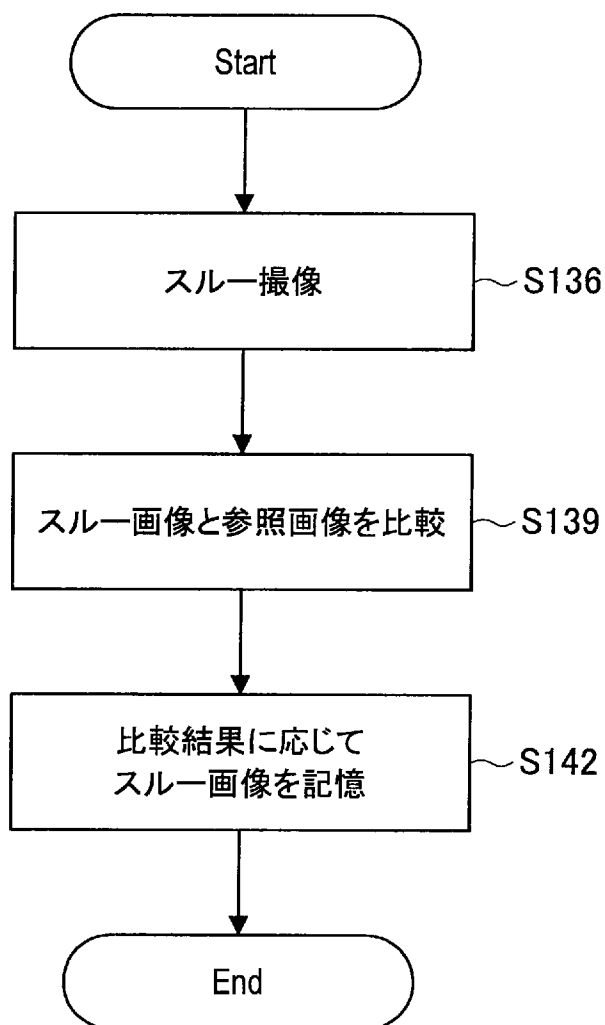 Start
スルー撮像
S136
スルー画像と参照画像を比較
S139
比較結果に応じて
スルー画像を記憶
S142
End